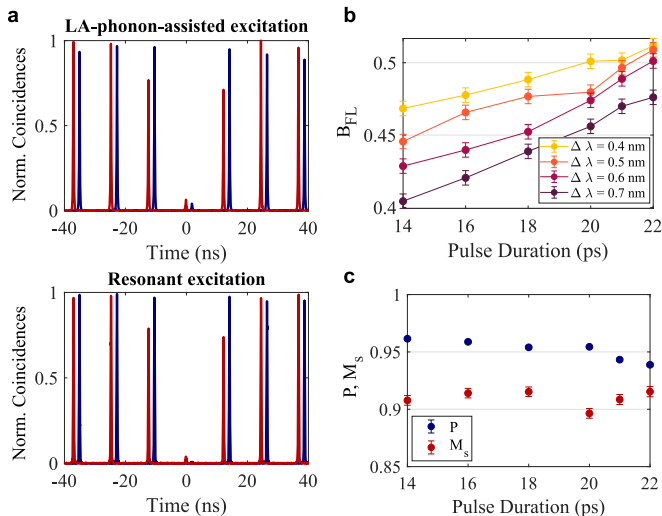 a
LA-phonon-assisted excitation
Norm. Coincidences
1
0.5
0
-40 -20 0 20 40
Time (ns)
Resonant excitation
Norm. Coincidences
1
0.5
0
-40 -20 0 20 40
Time (ns)
b
B_FL
0.5
0.45
0.4
Δ λ = 0.4 nm
Δ λ = 0.5 nm
Δ λ = 0.6 nm
Δ λ = 0.7 nm
14 16 18 20 22
Pulse Duration (ps)
c
P, M_s
1
0.95
0.9
0.85
P
M_s
14 16 18 20 22
Pulse Duration (ps)